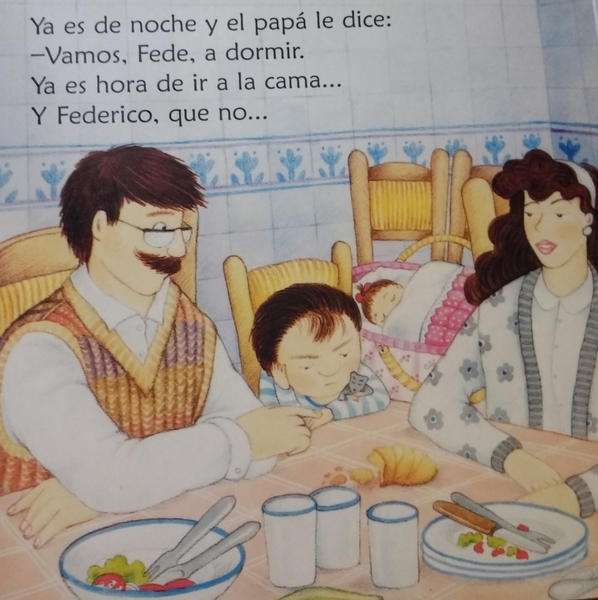 Ya es de noche y el papá le dice:
–Vamos, Fede, a dormir.
Ya es hora de ir a la cama...
Y Federico, que no...